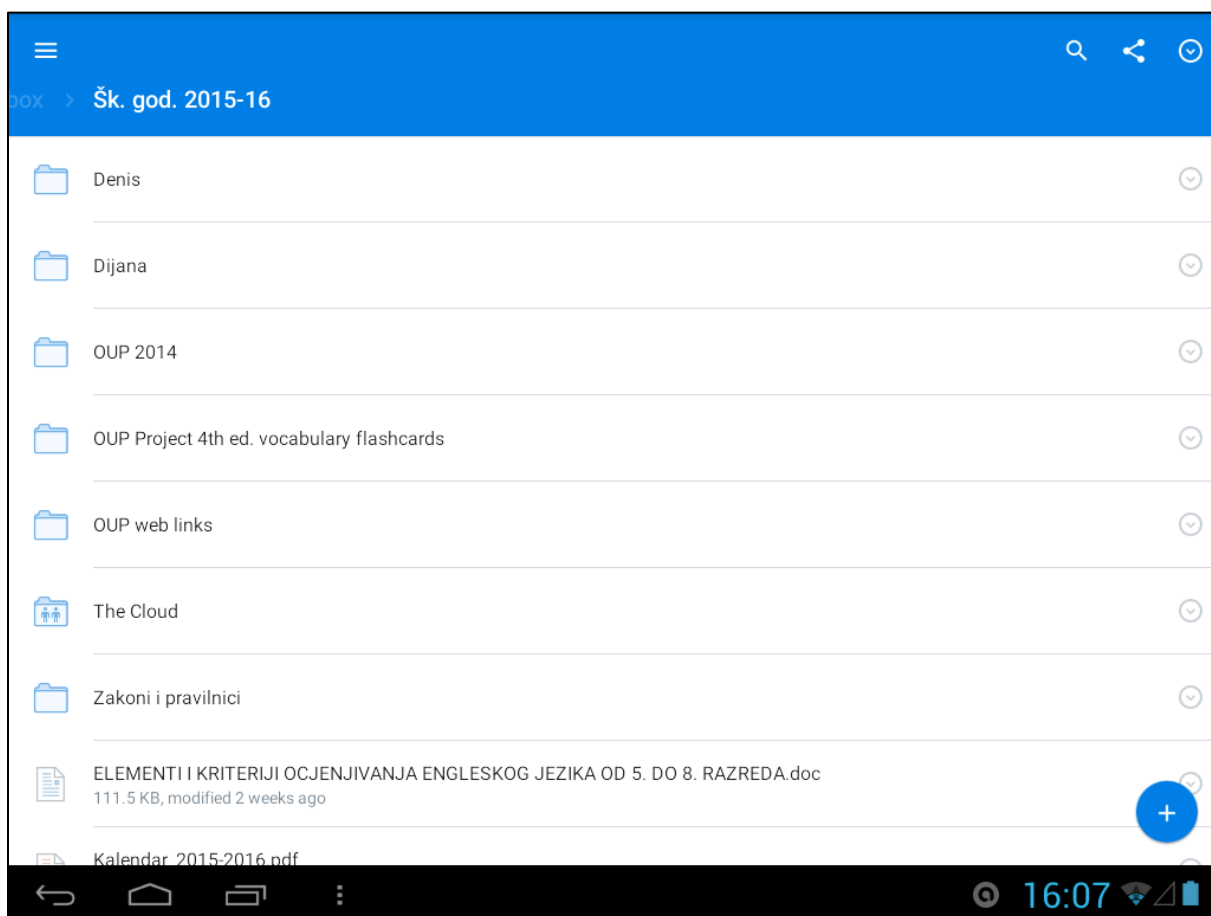 box > Šk. god. 2015-16
Denis
Dijana
OUP 2014
OUP Project 4th ed. vocabulary flashcards
OUP web links
The Cloud
Zakoni i pravilnici
ELEMENTI I KRITERIJI OCJENJIVANJA ENGLESKOG JEZIKA OD 5. DO 8. RAZREDA.doc
111.5 KB, modified 2 weeks ago
Kalendar_2015-2016.pdf
16:07